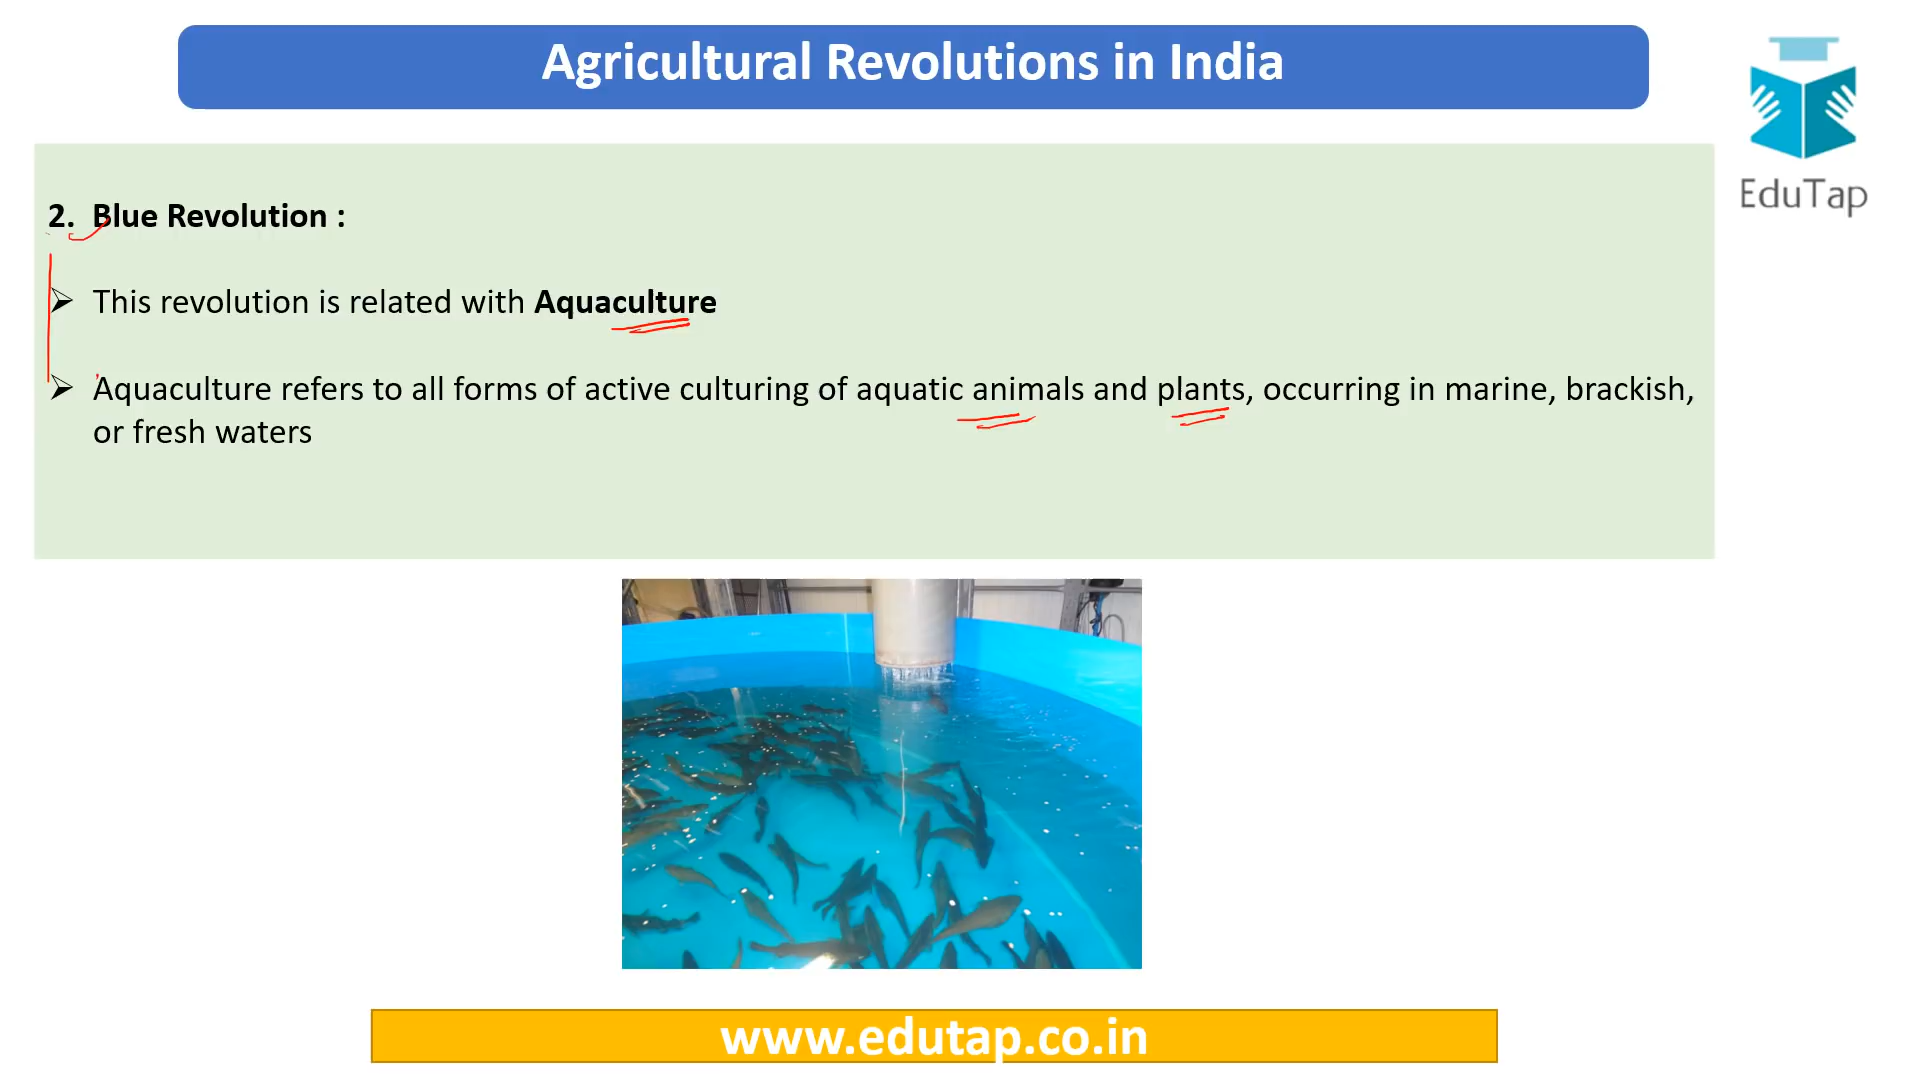 Agricultural Revolutions in India
EduTap
2. Blue Revolution :
This revolution is related with Aquaculture
Aquaculture refers to all forms of active culturing of aquatic animals and plants, occurring in marine, brackish,
or fresh waters
www.edutap.co.in